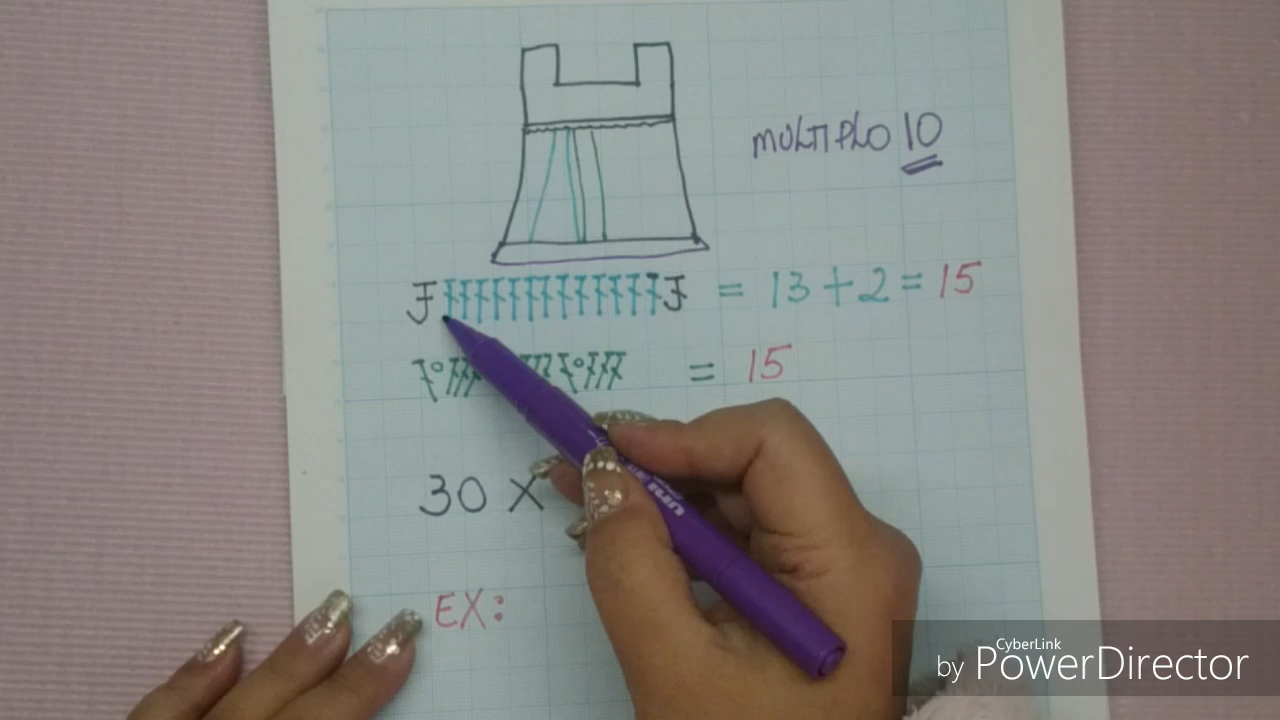 MULTIPLO 10
= 13 + 2 = 15
= 15
30 X
EX:
UNI
CyberLink
by PowerDirector